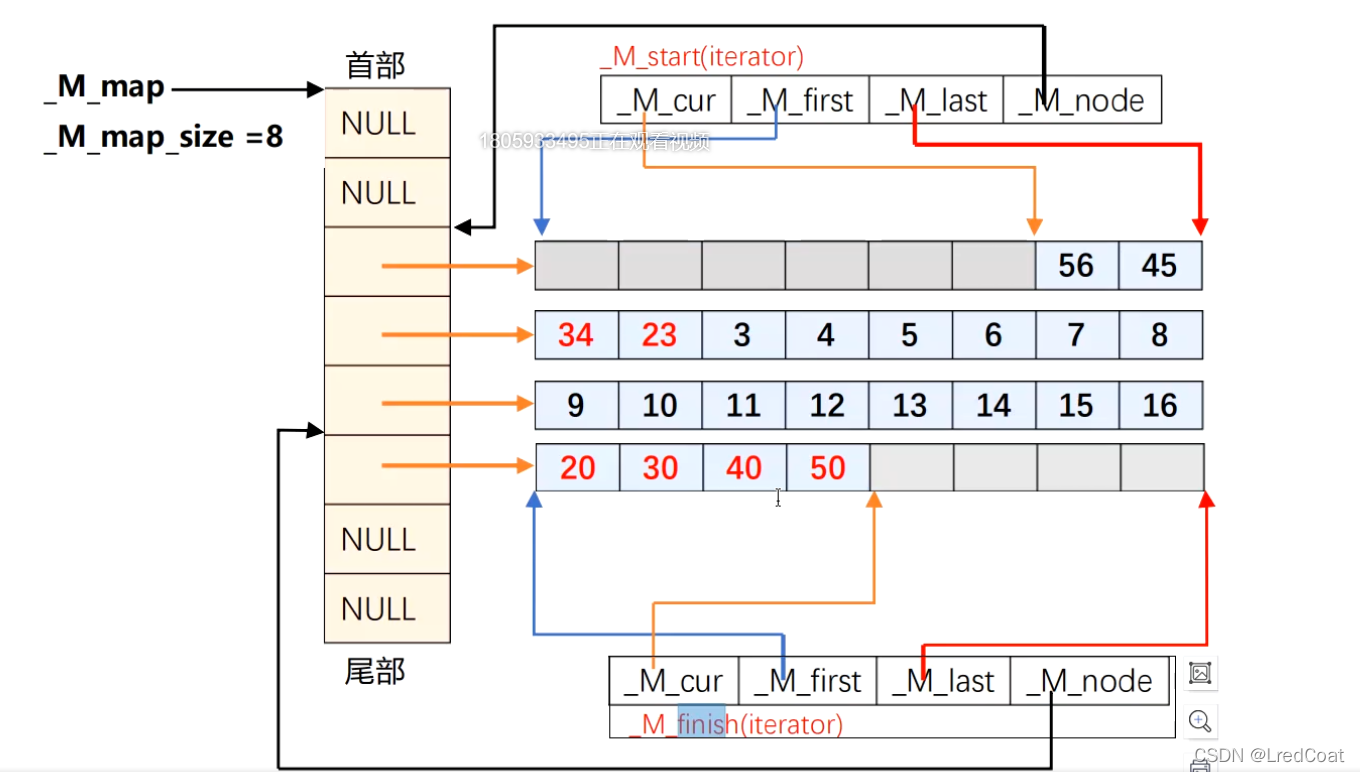 首部
_M_map
_M_map_size =8
_M_start(iterator)
_M_cur _M_first _M_last _M_node
1805933495正在观看视频
NULL
NULL
56 45
34 23 3 4 5 6 7 8
9 10 11 12 13 14 15 16
20 30 40 50
NULL
NULL
尾部
_M_cur _M_first _M_last _M_node
_M_finish(iterator)
CSDN @LredCoat